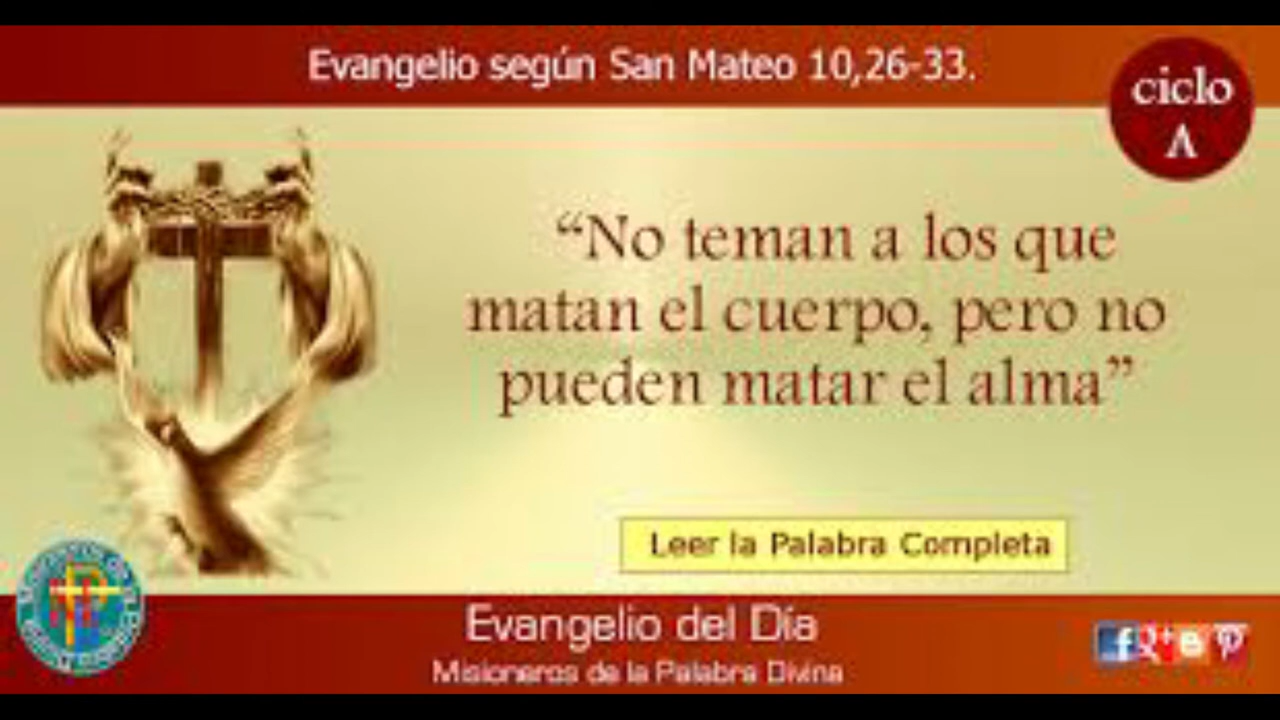 Evangelio según San Mateo 10,26-33.
ciclo
A
“No teman a los que
matan el cuerpo, pero no
pueden matar el alma”
Leer la Palabra Completa
Evangelio del Día
Misioneros de la Palabra Divina